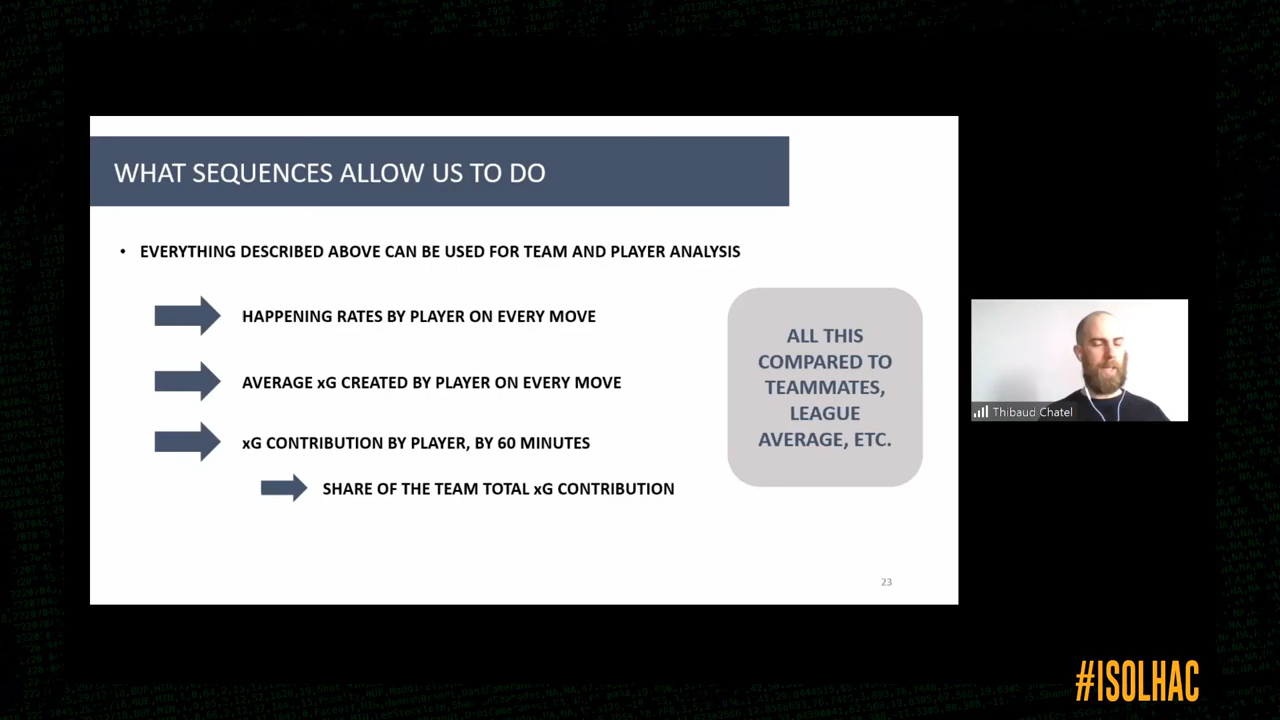 WHAT SEQUENCES ALLOW US TO DO
• EVERYTHING DESCRIBED ABOVE CAN BE USED FOR TEAM AND PLAYER ANALYSIS
HAPPENING RATES BY PLAYER ON EVERY MOVE
AVERAGE xG CREATED BY PLAYER ON EVERY MOVE
xG CONTRIBUTION BY PLAYER, BY 60 MINUTES
SHARE OF THE TEAM TOTAL xG CONTRIBUTION
ALL THIS
COMPARED TO
TEAMMATES,
LEAGUE
AVERAGE, ETC.
23
Thibaud Chatel
#ISOLHAC